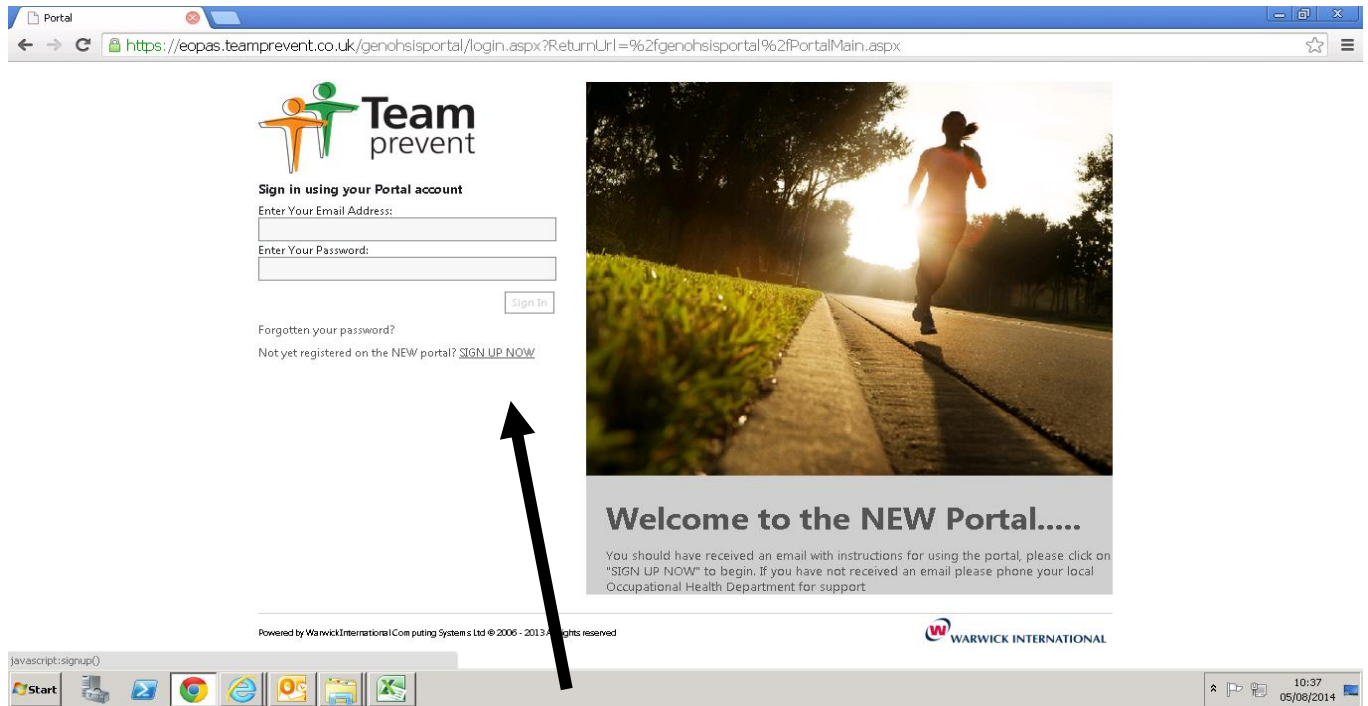 Portal
https://eopas.teamprevent.co.uk/genohsisportal/login.aspx?ReturnUrl=%2fgenohsisportal%2fPortalMain.aspx
Team
prevent
Sign in using your Portal account
Enter Your Email Address:
Enter Your Password:
Sign In
Forgotten your password?
Not yet registered on the NEW portal? SIGN UP NOW
Welcome to the NEW Portal.....
You should have received an email with instructions for using the portal, please click on
"SIGN UP NOW" to begin. If you have not received an email please phone your local
Occupational Health Department for support
Powered by Warwick International Computing Systems Ltd © 2006 - 2013 rights reserved
W WARWICK INTERNATIONAL
javascript:signup()
Start
10:37
05/08/2014